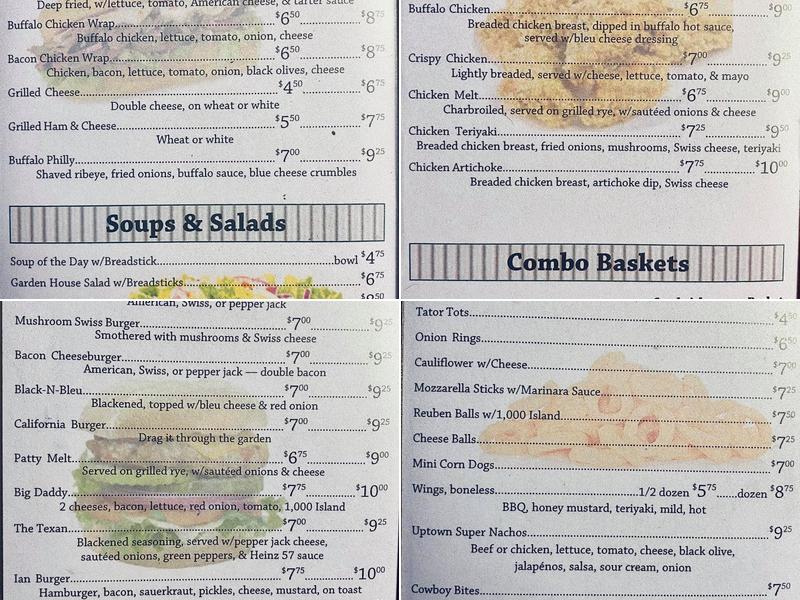 Deep fried, w/lettuce, tomato, American cheese, & tarter sauce
Buffalo Chicken Wrap $6.50 $8.75
Buffalo chicken, lettuce, tomato, onion, cheese
Bacon Chicken Wrap $6.50 $8.75
Chicken, bacon, lettuce, tomato, onion, black olives, cheese
Grilled Cheese $4.50 $6.75
Double cheese, on wheat or white
Grilled Ham & Cheese $5.50 $7.75
Wheat or white
Buffalo Philly $7.00 $9.25
Shaved ribeye, fried onions, buffalo sauce, blue cheese crumbles
Soups & Salads
Soup of the Day w/Breadstick bowl $4.75
Garden House Salad w/Breadsticks $6.75
Buffalo Chicken $6.75 $9.00
Breaded chicken breast, dipped in buffalo hot sauce,
served w/bleu cheese dressing
Crispy Chicken $7.00 $9.25
Lightly breaded, served w/cheese, lettuce, tomato, & mayo
Chicken Melt $6.75 $9.00
Charbroiled, served on grilled rye, w/sautéed onions & cheese
Chicken Teriyaki $7.25 $9.50
Breaded chicken breast, fried onions, mushrooms, Swiss cheese, teriyaki
Chicken Artichoke $7.75 $10.00
Breaded chicken breast, artichoke dip, Swiss cheese
Combo Baskets
American, Swiss, or pepper jack
Mushroom Swiss Burger $7.00 $9.25
Smothered with mushrooms & Swiss cheese
Bacon Cheeseburger $7.00 $9.25
American, Swiss, or pepper jack — double bacon
Black-N-Bleu $7.00 $9.25
Blackened, topped w/bleu cheese & red onion
California Burger $7.00 $9.25
Drag it through the garden
Patty Melt $6.75 $9.00
Served on grilled rye, w/sautéed onions & cheese
Big Daddy $7.75 $10.00
2 cheeses, bacon, lettuce, red onion, tomato, 1,000 Island
The Texan $7.00 $9.25
Blackened seasoning, served w/pepper jack cheese,
sautéed onions, green peppers, & Heinz 57 sauce
Ian Burger $7.75 $10.00
Hamburger, bacon, sauerkraut, pickles, cheese, mustard, on toast
Tator Tots $4.50
Onion Rings $6.50
Cauliflower w/Cheese $7.00
Mozzarella Sticks w/Marinara Sauce $7.25
Reuben Balls w/1,000 Island $7.50
Cheese Balls $7.25
Mini Corn Dogs $7.00
Wings, boneless 1/2 dozen $5.75 dozen $8.75
BBQ, honey mustard, teriyaki, mild, hot
Uptown Super Nachos $9.25
Beef or chicken, lettuce, tomato, cheese, black olive,
jalapénos, salsa, sour cream, onion
Cowboy Bites $7.50